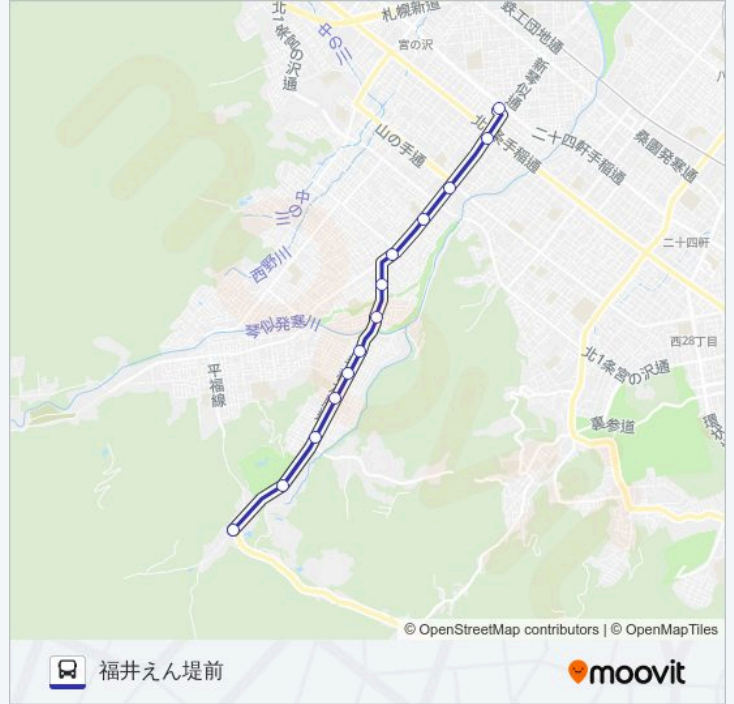 札幌新道
鉄工団地通
北1条宮の沢通
中の川
宮の沢
新琴似通
山の手通
北5条手稲通
二十四軒手稲通
桑園発寒通
中の川
西野川
二十四軒
琴似発寒川
西28丁目
平福線
北1条宮の沢通
裏参道
環状
© OpenStreetMap contributors | © OpenMapTiles
福井えん堤前
moovit